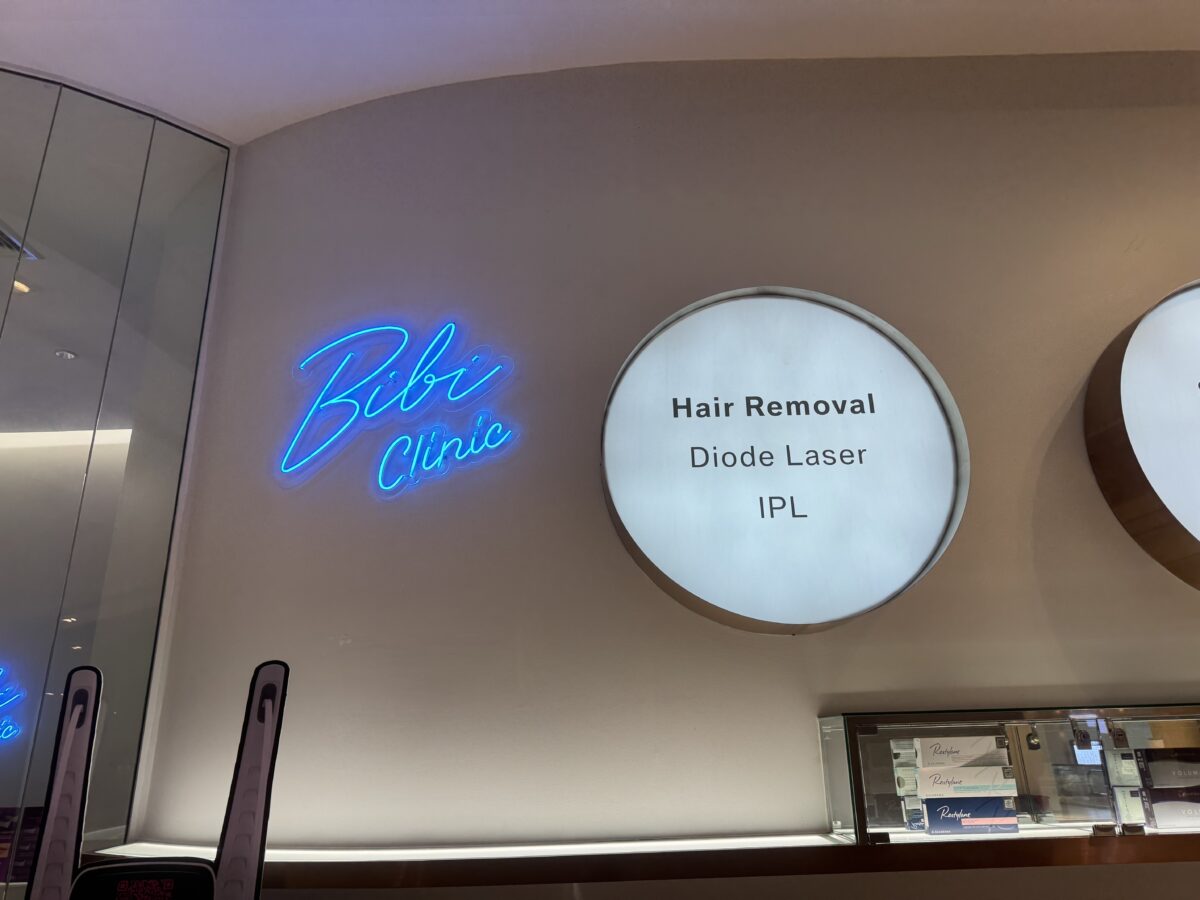 Bibi
Clinic
Hair Removal
Diode Laser
IPL
Restylane
Restylane
Restylane